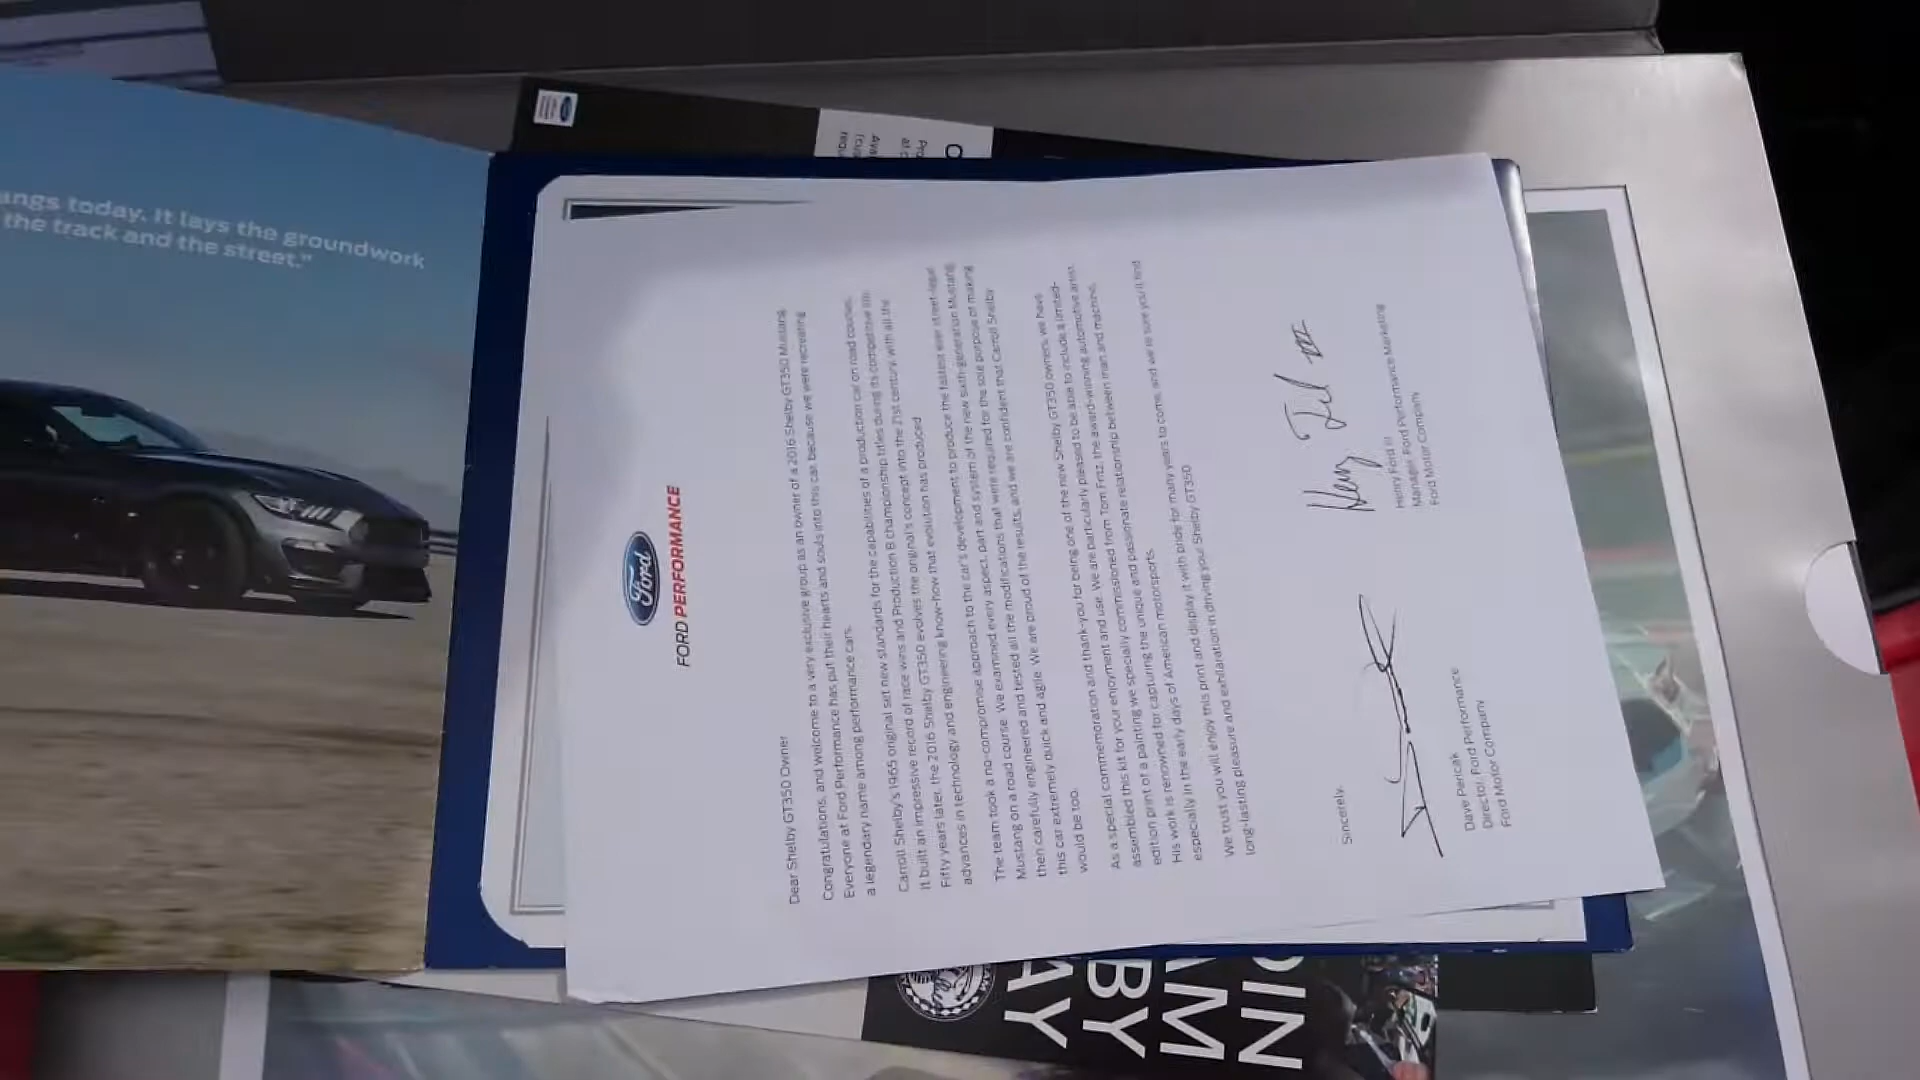 angs today. It lays the groundwork
the track and the street."
Ford
FORD PERFORMANCE
Dear Shelby GT350 Owner
Congratulations, and welcome to a very exclusive group as an owner of a 2016 Shelby GT350 Mustang.
Everyone at Ford Performance has put their hearts and souls into this car, because we were recreating
a legendary name among performance cars.
Carroll Shelby's 1965 original set new standards for the capabilities of a production car on road courses.
It built an impressive record of race wins and Production B championship titles during its competitive life.
Fifty years later, the 2016 Shelby GT350 evolves the original's concept into the 21st century, with all the
advances in technology and engineering know-how that evolution has produced
The team took a no-compromise approach to the car's development to produce the fastest ever street-legal
Mustang on a road course. We examined every aspect, part and system of the new sixth-generation Mustang,
then carefully engineered and tested all the modifications that were required for the sole purpose of making
this car extremely quick and agile. We are proud of the results, and we are confident that Carroll Shelby
would be too.
As a special commemoration and thank-you for being one of the new Shelby GT350 owners, we have
assembled this kit for your enjoyment and use. We are particularly pleased to be able to include a limited-
edition print of a painting we specially commissioned from Tom Fritz, the award-winning automotive artist.
His work is renowned for capturing the unique and passionate relationship between man and machine,
especially in the early days of American motorsports.
We trust you will enjoy this print and display it with pride for many years to come, and we're sure you'll find
long-lasting pleasure and exhilaration in driving your Shelby GT350
Sincerely,
Henry Ford III
Dave Pericak
Director, Ford Performance
Ford Motor Company
Henry Ford III
Manager, Ford Performance Marketing
Ford Motor Company
DIN
AM
BY
AY